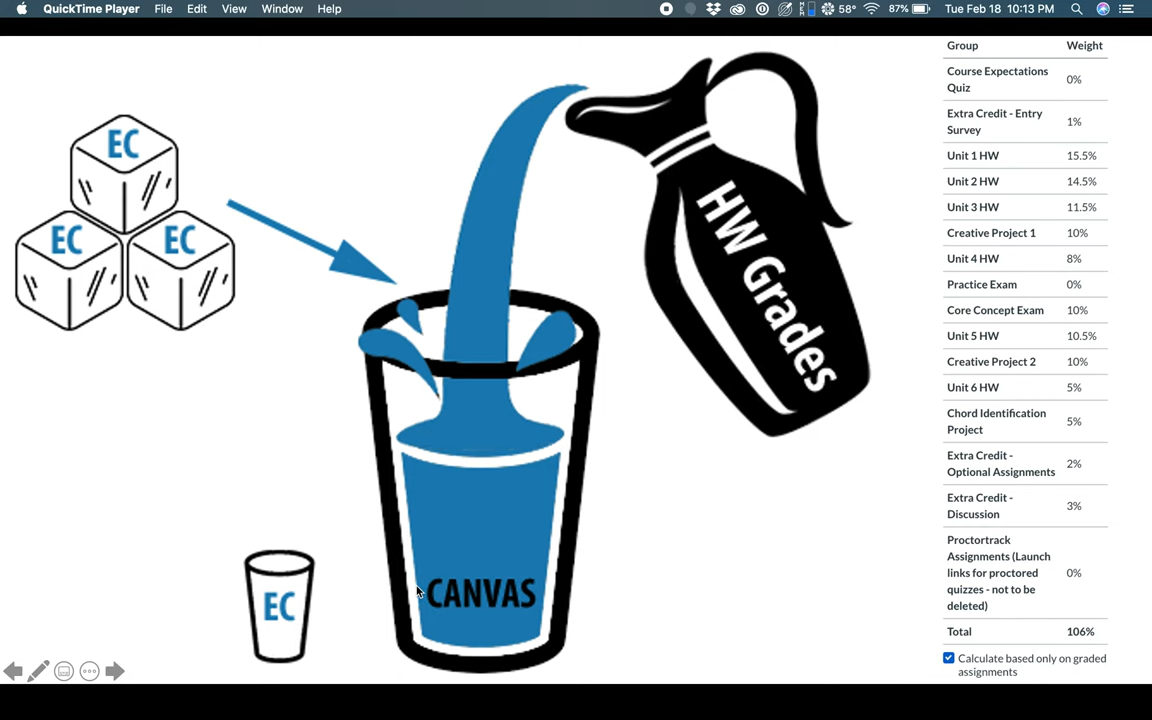 QuickTime Player File Edit View Window Help 58° 87% Tue Feb 18 10:13 PM
EC
EC EC
HW Grades
CANVAS
EC
Group Weight
Course Expectations
Quiz 0%
Extra Credit - Entry
Survey 1%
Unit 1 HW 15.5%
Unit 2 HW 14.5%
Unit 3 HW 11.5%
Creative Project 1 10%
Unit 4 HW 8%
Practice Exam 0%
Core Concept Exam 10%
Unit 5 HW 10.5%
Creative Project 2 10%
Unit 6 HW 5%
Chord Identification
Project 5%
Extra Credit -
Optional Assignments 2%
Extra Credit -
Discussion 3%
Proctortrack
Assignments (Launch
links for proctored 0%
quizzes - not to be
deleted)
Total 106%
Calculate based only on graded
assignments